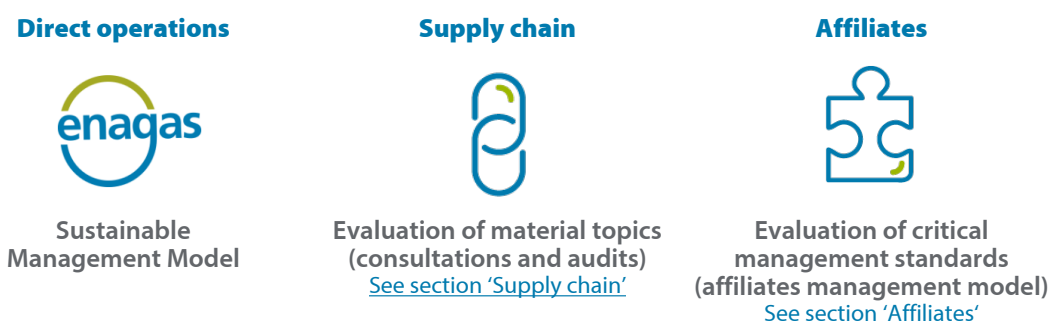 Direct operations
enagas
Sustainable
Management Model
Supply chain
Evaluation of material topics
(consultations and audits)
See section ‘Supply chain’
Affiliates
Evaluation of critical
management standards
(affiliates management model)
See section ‘Affiliates‘